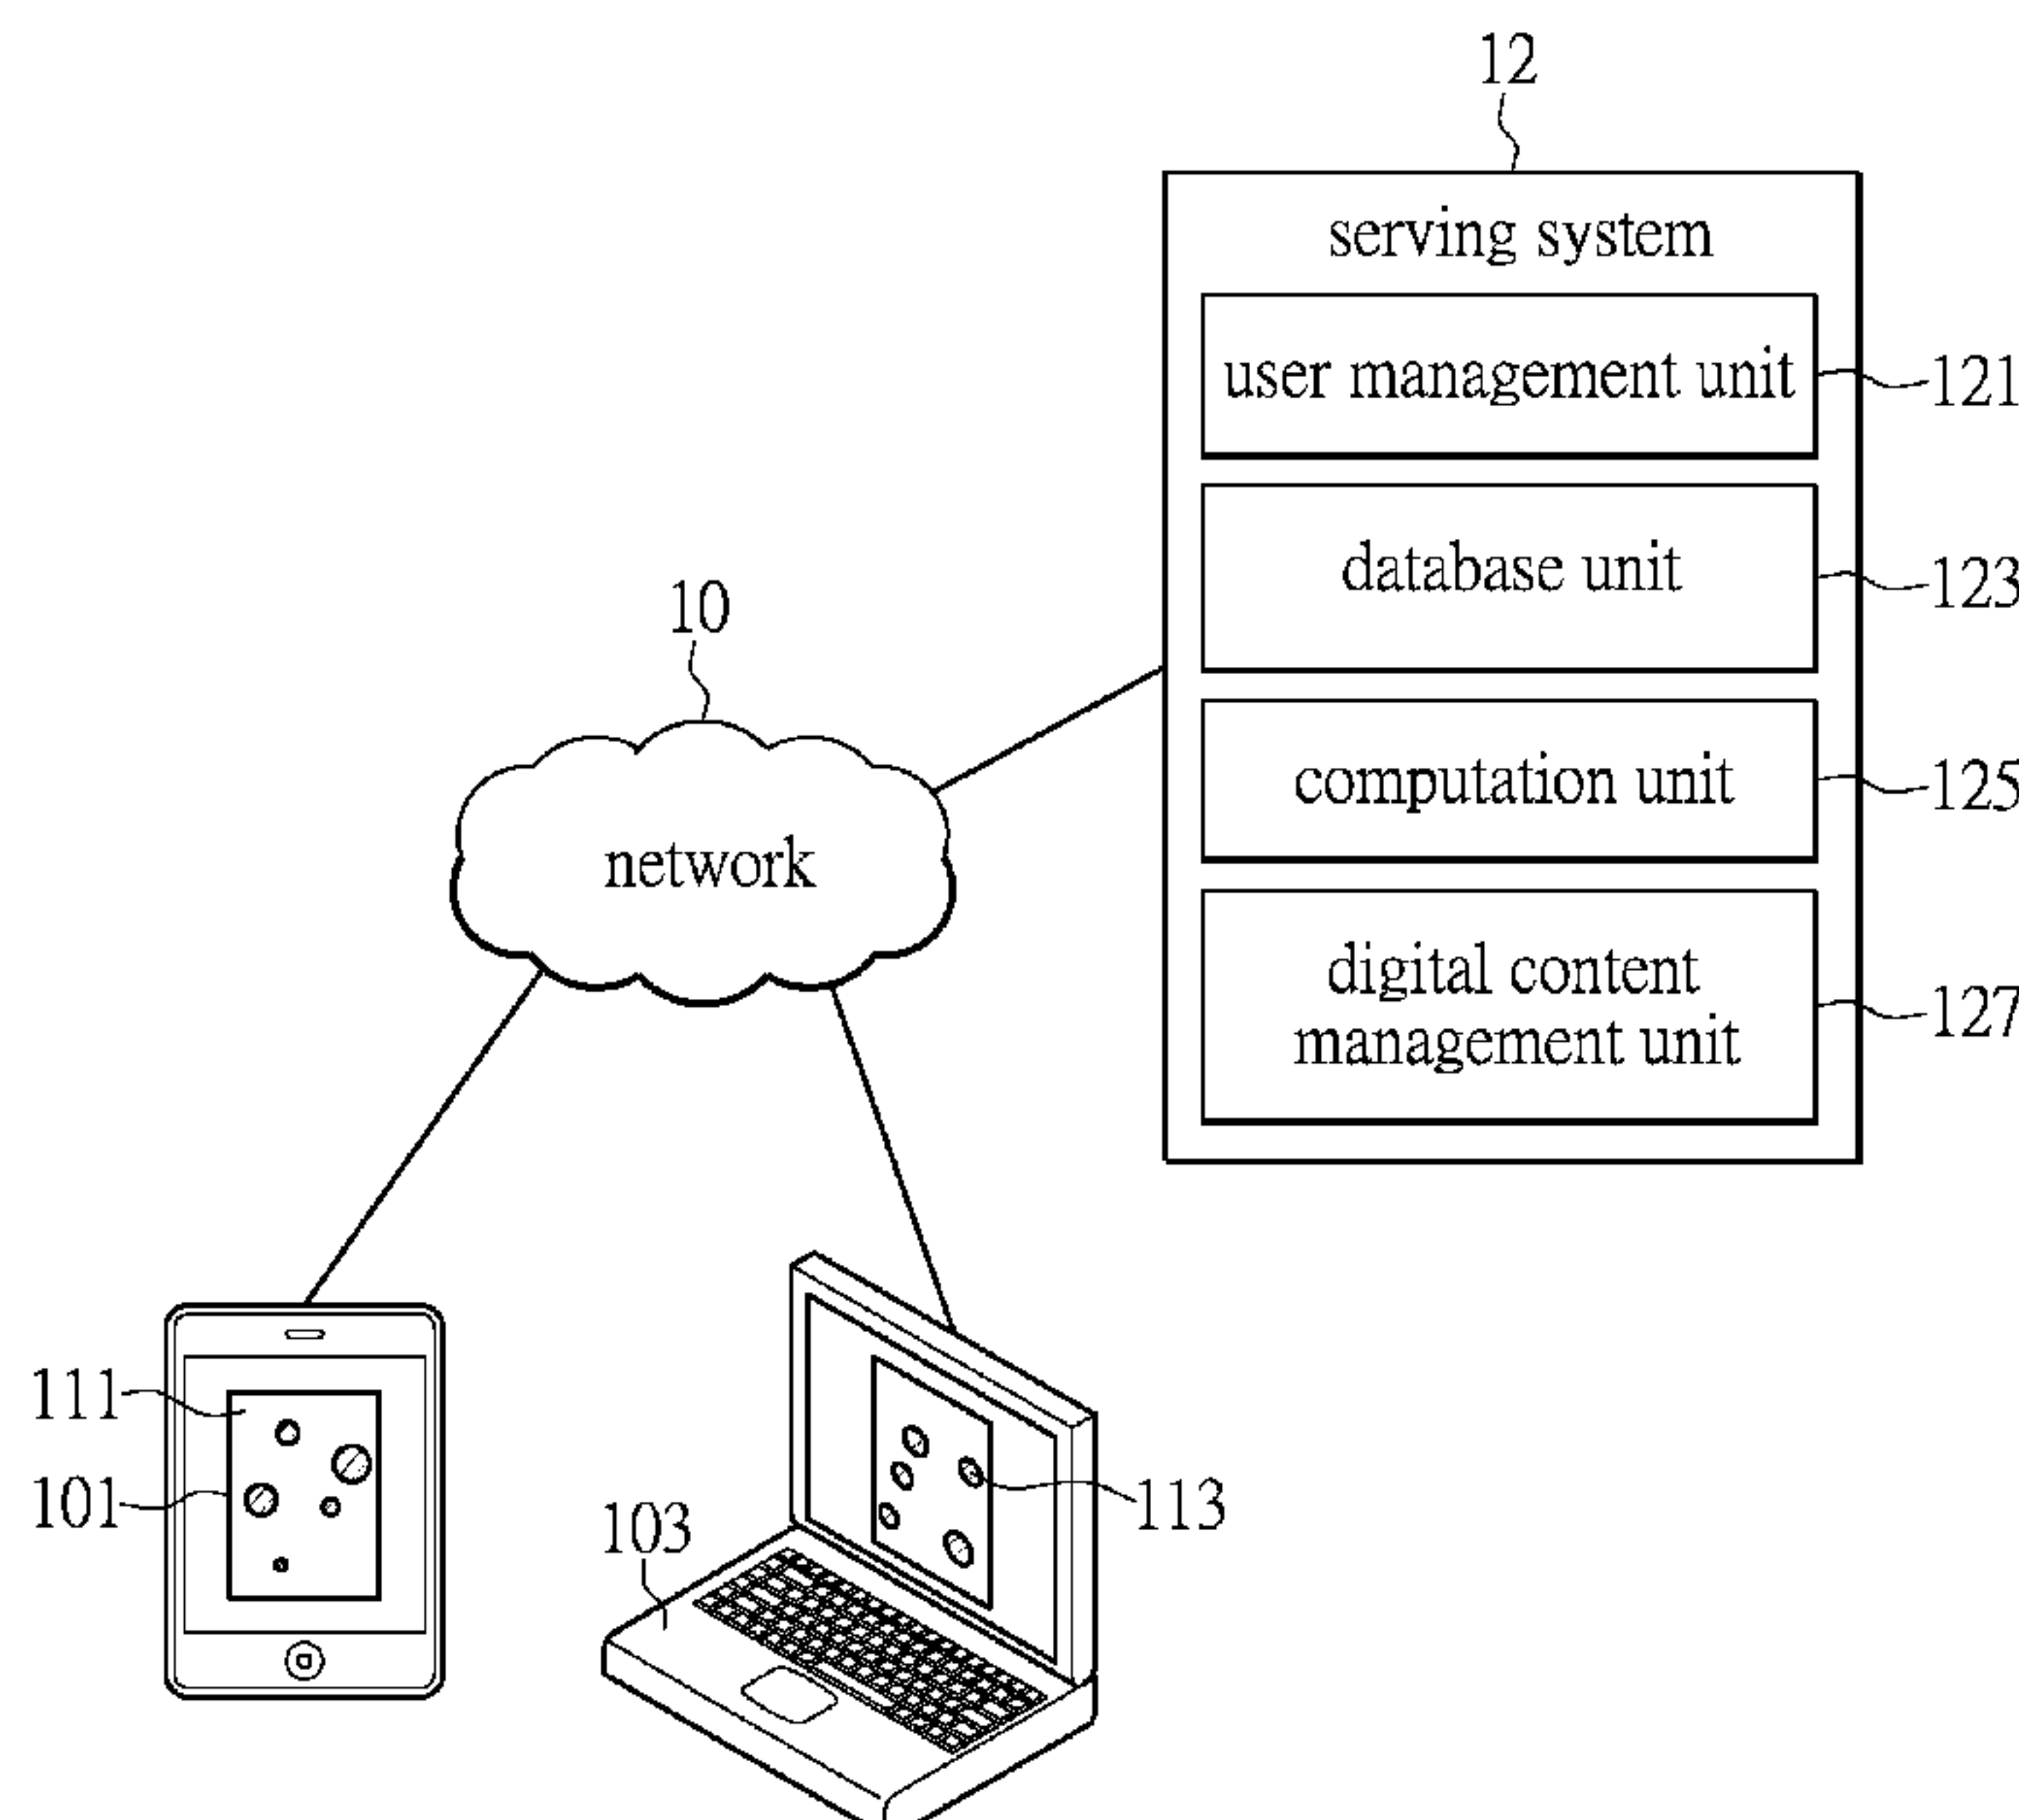 12
serving system
user management unit
121
database unit
123
10
computation unit
125
network
digital content
management unit
127
111
101
103
113